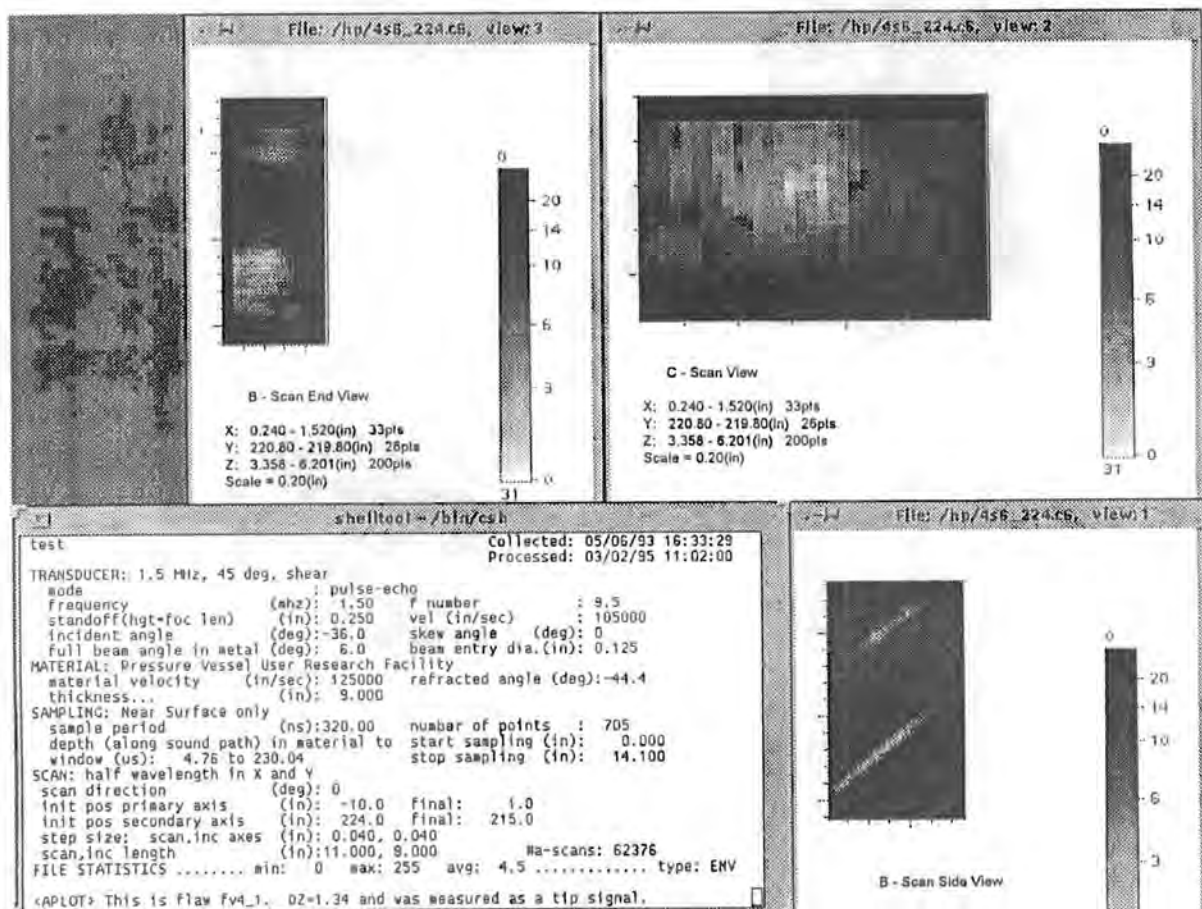 File: /hp/4s6_224.c6, view: 3
0
20
14
10
6
3
0
31
B - Scan End View
X: 0.240 - 1.520(in) 33pts
Y: 220.80 - 219.80(in) 26pts
Z: 3.358 - 6.201(in) 200pts
Scale = 0.20(in)
File: /hp/4s6_224.c6, view: 2
0
20
14
10
6
3
0
31
C - Scan View
X: 0.240 - 1.520(in) 33pts
Y: 220.80 - 219.80(in) 26pts
Z: 3.358 - 6.201(in) 200pts
Scale = 0.20(in)
shelltool - /bin/csh
test Collected: 05/06/93 16:33:29
Processed: 03/02/95 11:02:00
TRANSDUCER: 1.5 MHz, 45 deg, shear
mode : pulse-echo
frequency (mhz): 1.50 f number : 9.5
standoff(hgt-foc len) (in): 0.250 vel (in/sec) : 105000
incident angle (deg):-36.0 skew angle (deg): 0
full beam angle in metal (deg): 6.0 beam entry dia.(in): 0.125
MATERIAL: Pressure Vessel User Research Facility
material velocity (in/sec): 125000 refracted angle (deg):-44.4
thickness... (in): 9.000
SAMPLING: Near Surface only
sample period (ns):320.00 number of points : 705
depth (along sound path) in material to start sampling (in): 0.000
window (us): 4.76 to 230.04 stop sampling (in): 14.100
SCAN: half wavelength in X and Y
scan direction (deg): 0
init pos primary axis (in): -10.0 final: 1.0
init pos secondary axis (in): 224.0 final: 215.0
step size: scan,inc axes (in): 0.040, 0.040
scan,inc length (in):11.000, 9.000 #a-scans: 62376
FILE STATISTICS ........ min: 0 max: 255 avg: 4.5 ............. type: ENV
<APLOT> This is flaw fv4_1. DZ=1.34 and was measured as a tip signal.
File: /hp/4s6_224.c6, view: 1
0
20
14
10
6
3
B - Scan Side View